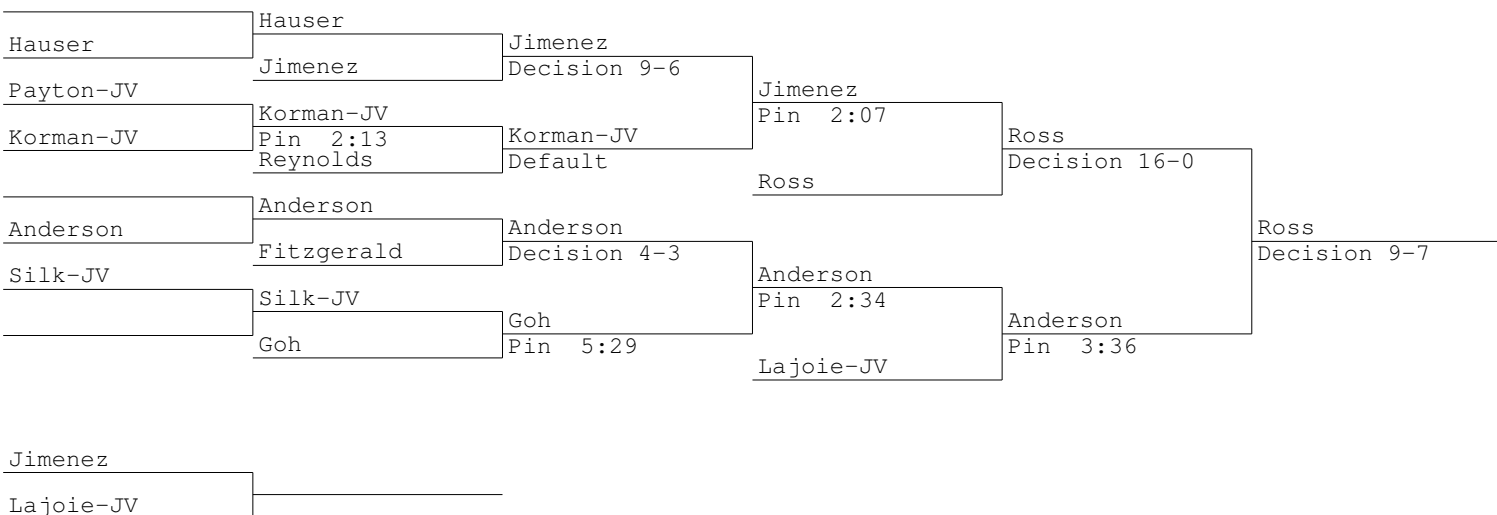 Hauser
Hauser
Jimenez
Jimenez
Decision 9-6
Payton-JV
Jimenez
Korman-JV
Pin 2:07
Korman-JV
Pin 2:13
Korman-JV
Ross
Reynolds
Default
Decision 16-0
Ross
Anderson
Anderson
Anderson
Ross
Fitzgerald
Decision 4-3
Decision 9-7
Silk-JV
Anderson
Silk-JV
Pin 2:34
Goh
Anderson
Goh
Pin 5:29
Pin 3:36
Lajoie-JV
Jimenez
Lajoie-JV